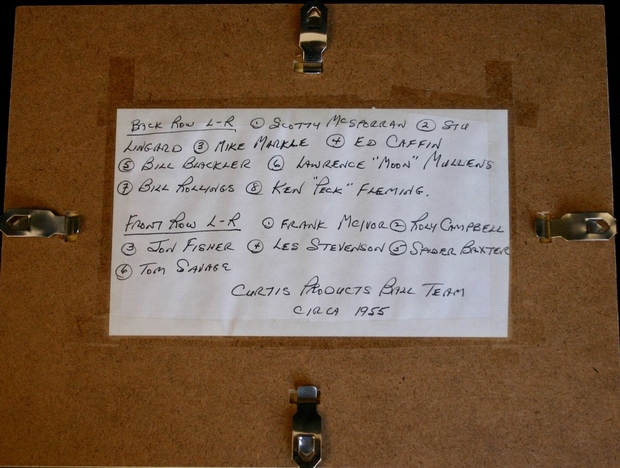 BACK ROW L-R ① SCOTTY MCSPORRAN ② STU
LINGARD ③ MIKE MARKLE ④ ED CAFFIN
⑤ BILL BLACKLER ⑥ LAWRENCE "MOON" MULLENS
⑦ BILL ROLLINGS ⑧ KEN "PECK" FLEMING.
FRONT ROW L-R ① FRANK MCIVOR ② ROLY CAMPBELL
③ JON FISHER ④ LES STEVENSON ⑤ SPIDER BAXTER
⑥ TOM SAVAGE
CURTIS PRODUCTS BALL TEAM
CIRCA 1955